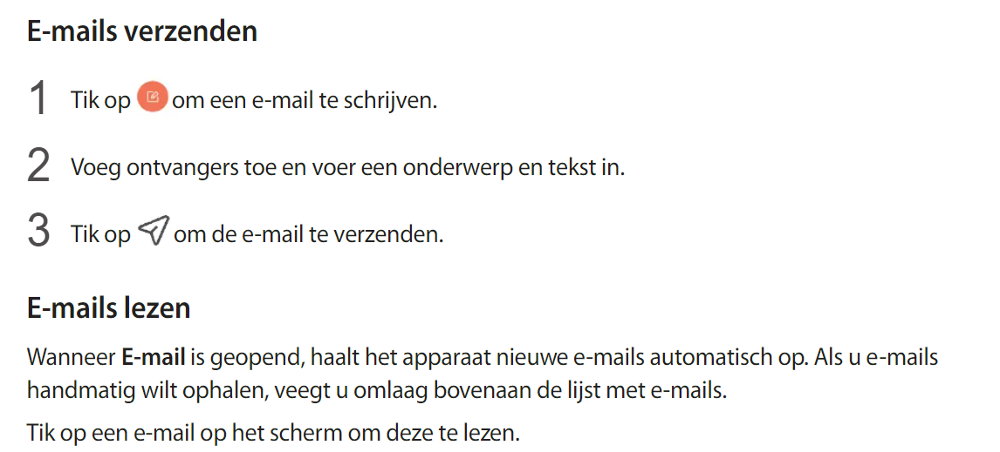 E-mails verzenden
1 Tik op om een e-mail te schrijven.
2 Voeg ontvangers toe en voer een onderwerp en tekst in.
3 Tik op om de e-mail te verzenden.
E-mails lezen
Wanneer E-mail is geopend, haalt het apparaat nieuwe e-mails automatisch op. Als u e-mails
handmatig wilt ophalen, veegt u omlaag bovenaan de lijst met e-mails.
Tik op een e-mail op het scherm om deze te lezen.